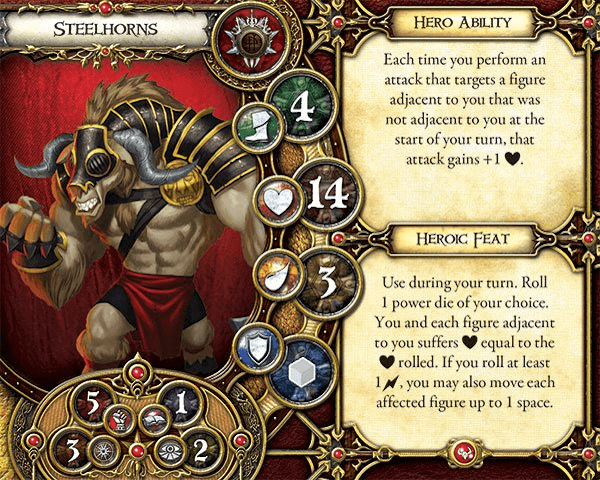 STEELHORNS
4
14
3
5
1
3
2
HERO ABILITY
Each time you perform an
attack that targets a figure
adjacent to you that was
not adjacent to you at the
start of your turn, that
attack gains +1 ♥.
HEROIC FEAT
Use during your turn. Roll
1 power die of your choice.
You and each figure adjacent
to you suffers ♥ equal to the
♥ rolled. If you roll at least
1 , you may also move each
affected figure up to 1 space.